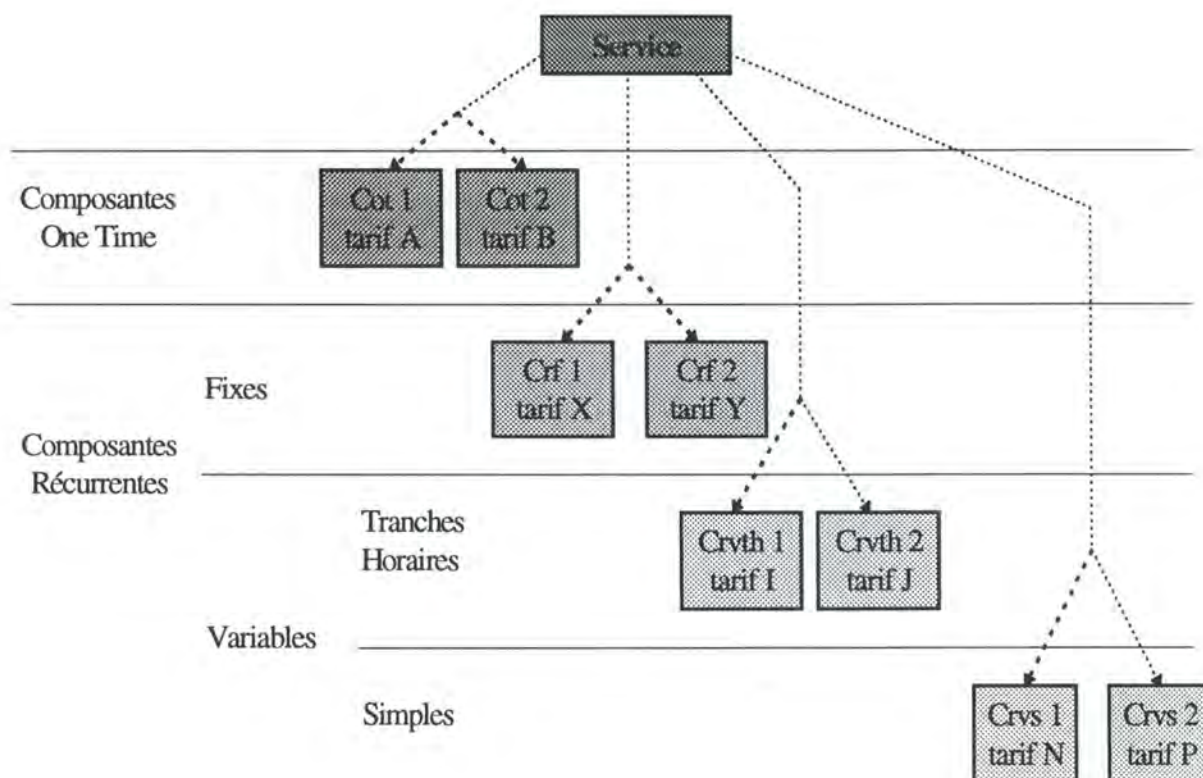 Service
Composantes
One Time
Cot 1
tarif A
Cot 2
tarif B
Fixes
Crf 1
tarif X
Crf 2
tarif Y
Composantes
Récurrentes
Tranches
Horaires
Crvth 1
tarif I
Crvth 2
tarif J
Variables
Simples
Crvs 1
tarif N
Crvs 2
tarif P